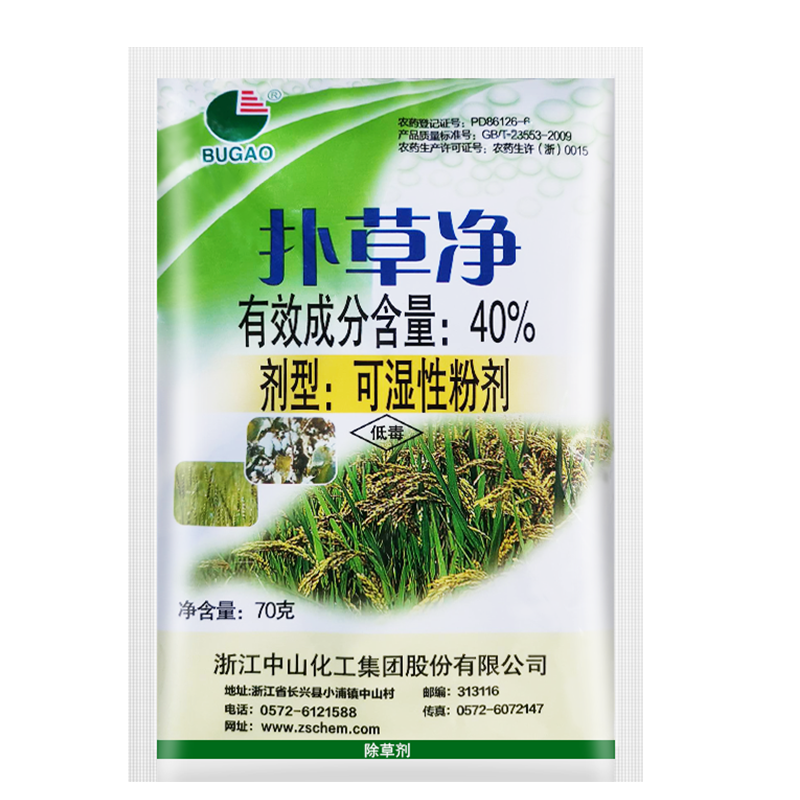 ®
BUGAO
农药登记证号：PD86126-6
产品质量标准号：GB/T-23553-2009
农药生产许可证号：农药生许（浙）0015
扑草净
有效成分含量：40%
剂型：可湿性粉剂
低毒
净含量：70克
浙江中山化工集团股份有限公司
地址:浙江省长兴县小浦镇中山村 邮编：313116
电话：0572-6121588 传真：0572-6072147
网址：www.zschem.com
除草剂